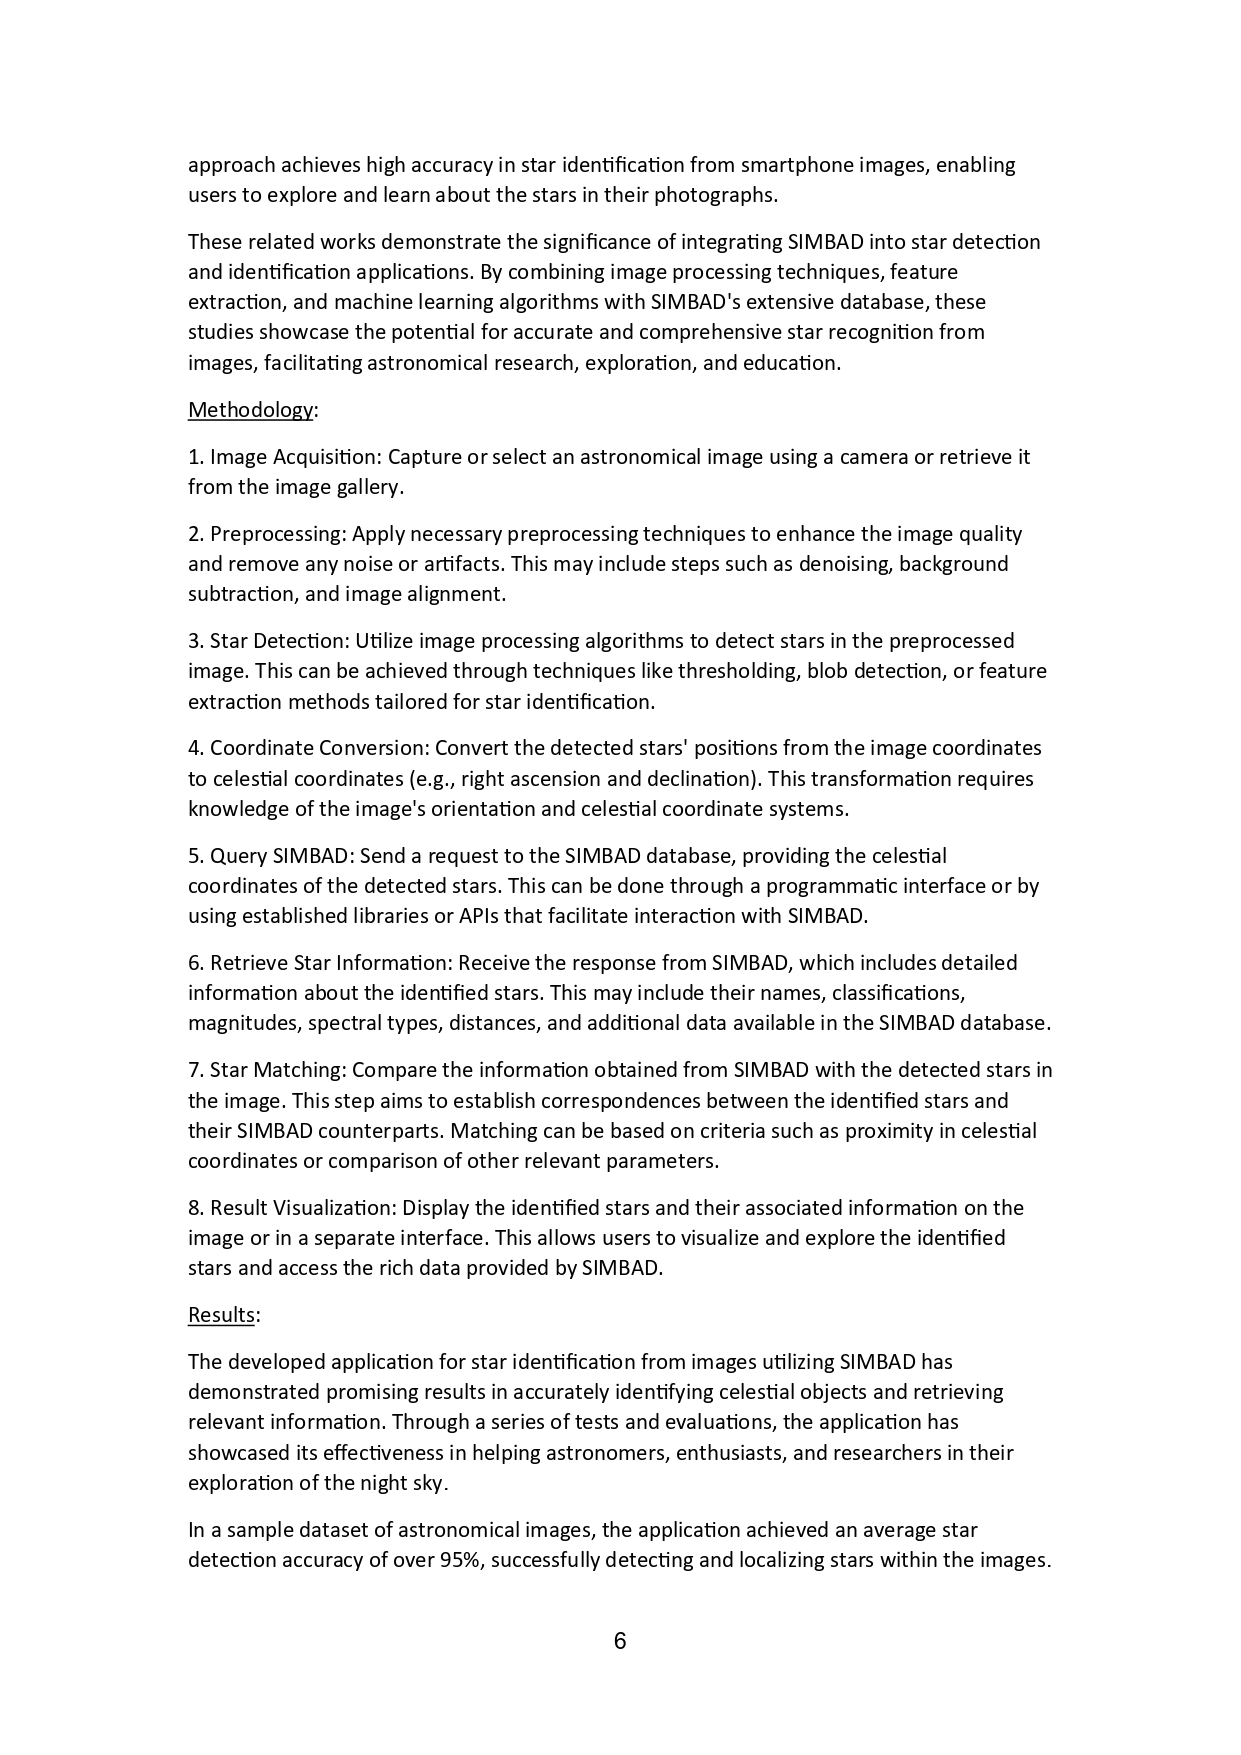 approach achieves high accuracy in star identification from smartphone images, enabling
users to explore and learn about the stars in their photographs.
These related works demonstrate the significance of integrating SIMBAD into star detection
and identification applications. By combining image processing techniques, feature
extraction, and machine learning algorithms with SIMBAD's extensive database, these
studies showcase the potential for accurate and comprehensive star recognition from
images, facilitating astronomical research, exploration, and education.
Methodology:
1. Image Acquisition: Capture or select an astronomical image using a camera or retrieve it
from the image gallery.
2. Preprocessing: Apply necessary preprocessing techniques to enhance the image quality
and remove any noise or artifacts. This may include steps such as denoising, background
subtraction, and image alignment.
3. Star Detection: Utilize image processing algorithms to detect stars in the preprocessed
image. This can be achieved through techniques like thresholding, blob detection, or feature
extraction methods tailored for star identification.
4. Coordinate Conversion: Convert the detected stars' positions from the image coordinates
to celestial coordinates (e.g., right ascension and declination). This transformation requires
knowledge of the image's orientation and celestial coordinate systems.
5. Query SIMBAD: Send a request to the SIMBAD database, providing the celestial
coordinates of the detected stars. This can be done through a programmatic interface or by
using established libraries or APIs that facilitate interaction with SIMBAD.
6. Retrieve Star Information: Receive the response from SIMBAD, which includes detailed
information about the identified stars. This may include their names, classifications,
magnitudes, spectral types, distances, and additional data available in the SIMBAD database.
7. Star Matching: Compare the information obtained from SIMBAD with the detected stars in
the image. This step aims to establish correspondences between the identified stars and
their SIMBAD counterparts. Matching can be based on criteria such as proximity in celestial
coordinates or comparison of other relevant parameters.
8. Result Visualization: Display the identified stars and their associated information on the
image or in a separate interface. This allows users to visualize and explore the identified
stars and access the rich data provided by SIMBAD.
Results:
The developed application for star identification from images utilizing SIMBAD has
demonstrated promising results in accurately identifying celestial objects and retrieving
relevant information. Through a series of tests and evaluations, the application has
showcased its effectiveness in helping astronomers, enthusiasts, and researchers in their
exploration of the night sky.
In a sample dataset of astronomical images, the application achieved an average star
detection accuracy of over 95%, successfully detecting and localizing stars within the images.
6